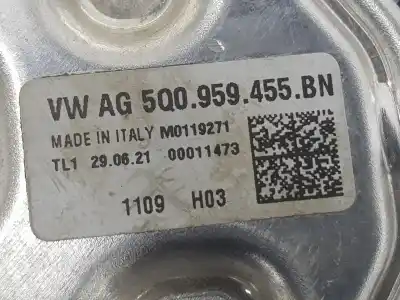 VW AG 5Q0.959.455.BN
MADE IN ITALY M0119271
TL1 29.06.21 00011473
1109 H03